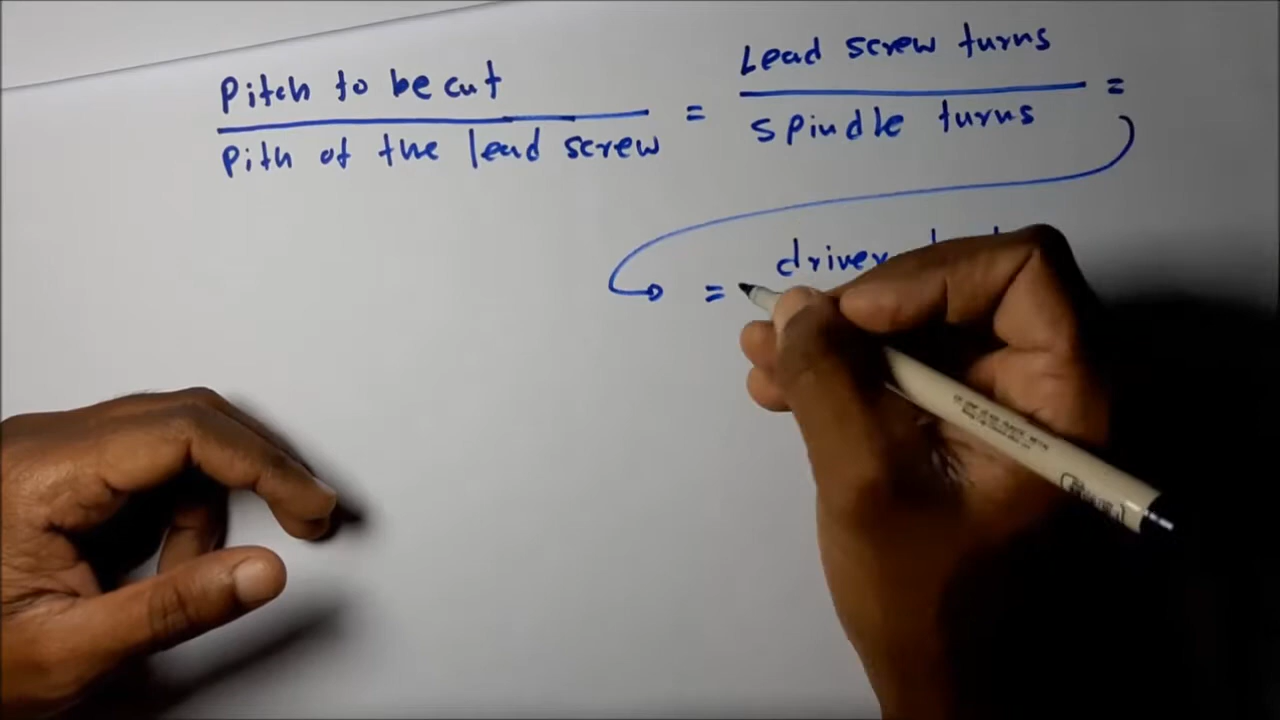 Pitch to be cut
Pith of the lead screw
=
Lead screw turns
spindle turns
=
= driver